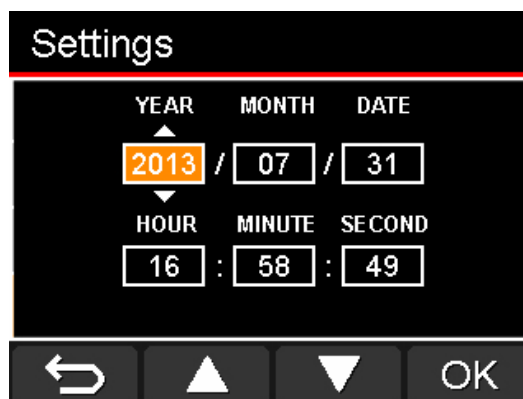 Settings
YEAR MONTH DATE
2013 / 07 / 31
HOUR MINUTE SECOND
16 : 58 : 49
OK